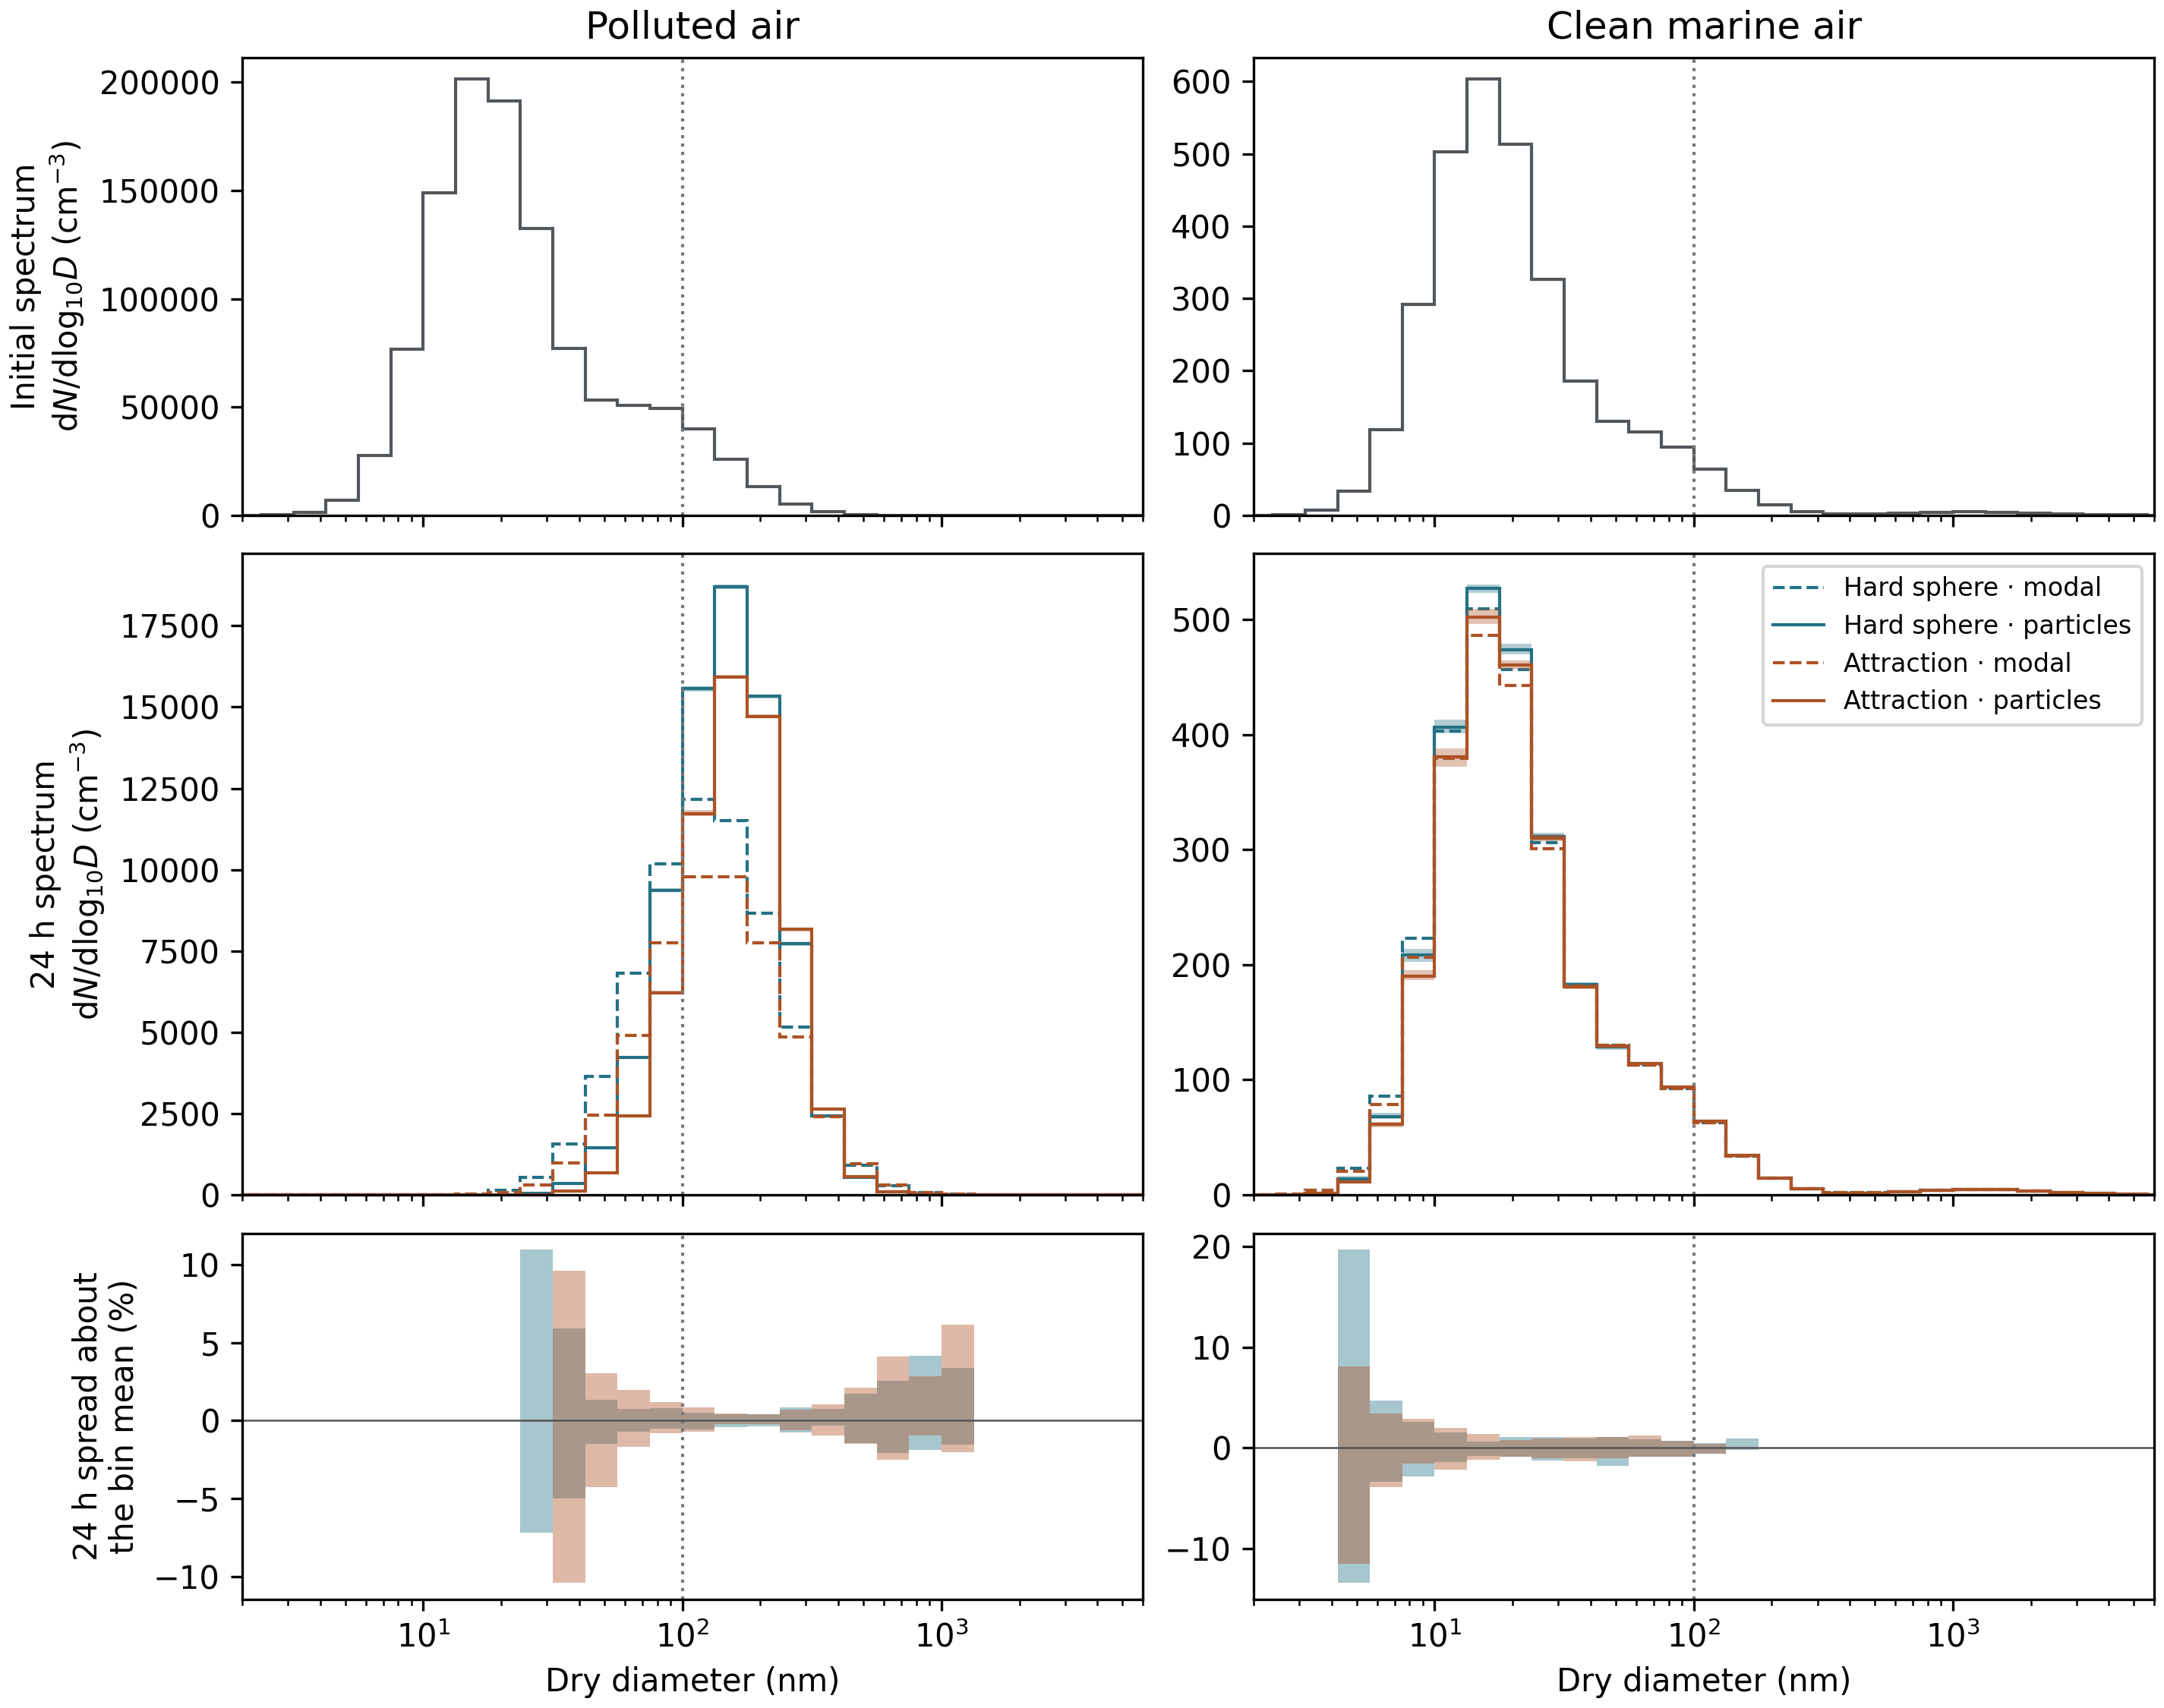 Polluted air
Clean marine air
Initial spectrum
dN/dlog₁₀D (cm⁻³)
200000
150000
100000
50000
0
600
500
400
300
200
100
0
24 h spectrum
dN/dlog₁₀D (cm⁻³)
17500
15000
12500
10000
7500
5000
2500
0
500
400
300
200
100
0
Hard sphere · modal
Hard sphere · particles
Attraction · modal
Attraction · particles
24 h spread about
the bin mean (%)
10
5
0
−5
−10
20
10
0
−10
10¹ 10² 10³
10¹ 10² 10³
Dry diameter (nm)
Dry diameter (nm)